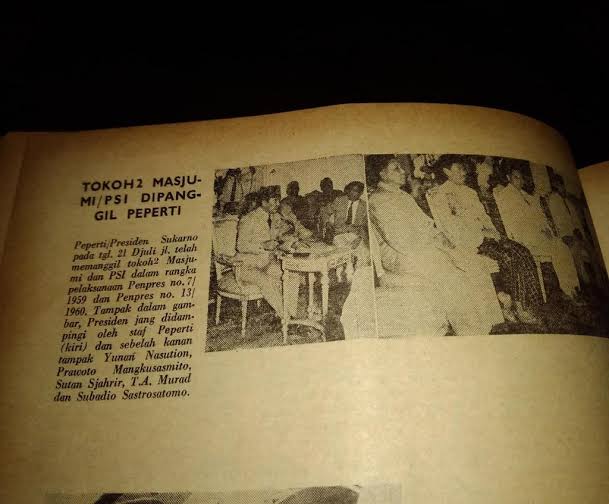 TOKOH2 MASJU-
MI/PSI DIPANG-
GIL PEPERTI
Peperti/Presiden Sukarno
pada tgl. 21 Djuli jl. telah
memanggil tokoh2 Masju-
mi dan PSI dalam rangka
pelaksanaan Penpres no. 7/
1959 dan Penpres no. 13/
1960. Tampak dalam gam-
bar, Presiden jang didam-
pingi oleh staf Peperti
(kiri) dan sebelah kanan
tampak Yunan Nasution,
Prawoto Mangkusasmito,
Sutan Sjahrir, T.A. Murad
dan Subadio Sastrosatomo.